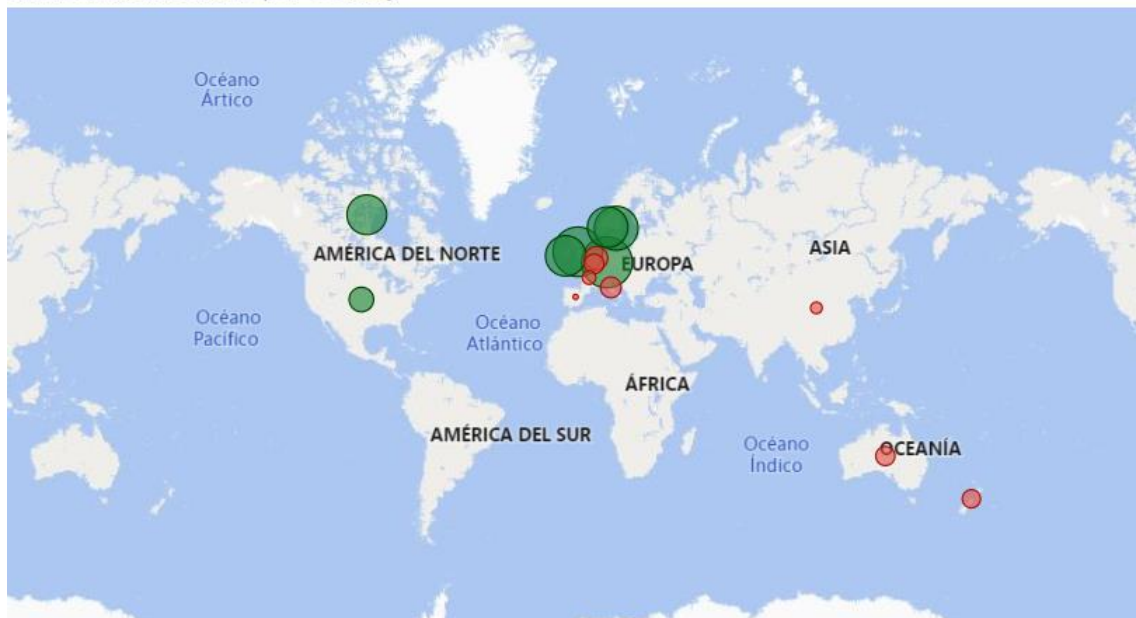 Océano
Ártico
AMÉRICA DEL NORTE
EUROPA
ASIA
Océano
Pacífico
Océano
Atlántico
ÁFRICA
AMÉRICA DEL SUR
Océano
Índico
OCEANÍA